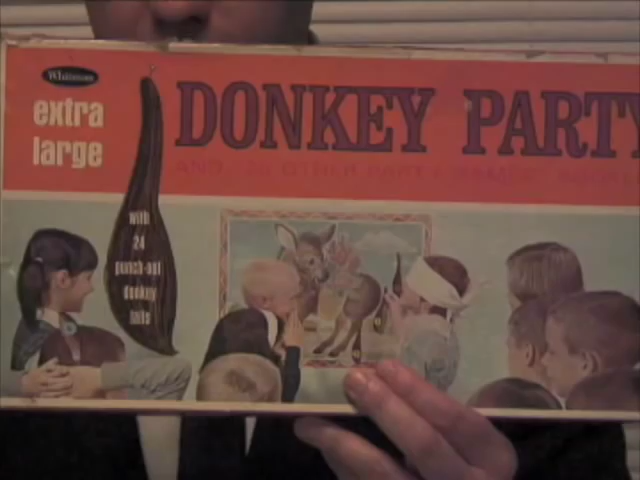 Whitman
extra
large
DONKEY PARTY
with
24
punch-out
donkey
tails